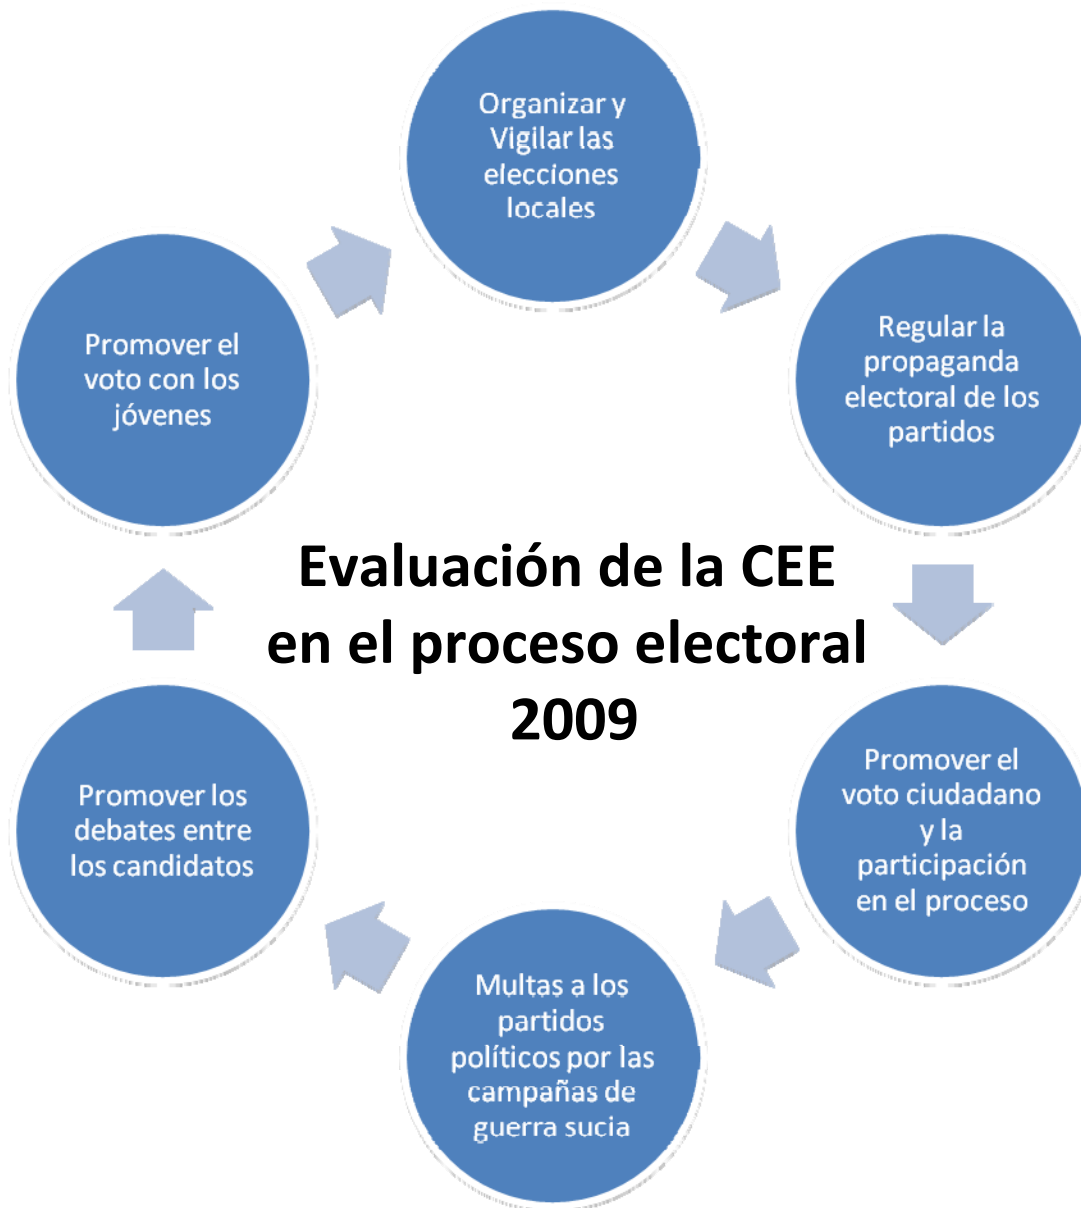 Organizar y
Vigilar las
elecciones
locales
Regular la
propaganda
electoral de los
partidos
Promover el
voto ciudadano
y la
participación
en el proceso
Multas a los
partidos
políticos por las
campañas de
guerra sucia
Promover los
debates entre
los candidatos
Promover el
voto con los
jóvenes
Evaluación de la CEE
en el proceso electoral
2009